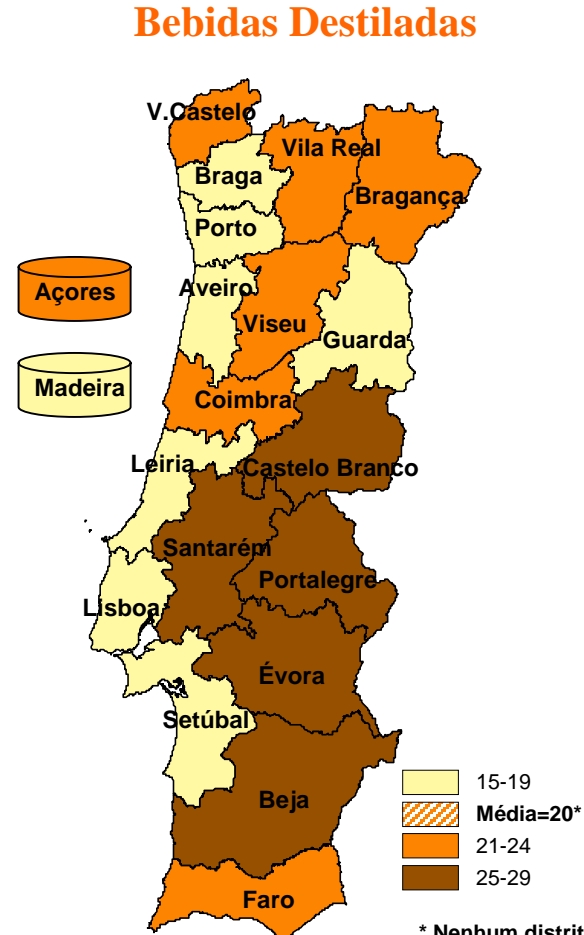 Bebidas Destiladas
V.Castelo
Vila Real
Braga
Bragança
Porto
Açores
Aveiro
Viseu
Guarda
Madeira
Coimbra
Leiria
Castelo Branco
Santarém
Portalegre
Lisboa
Évora
Setúbal
Beja
15-19
Média=20*
21-24
25-29
Faro
* Nenhum